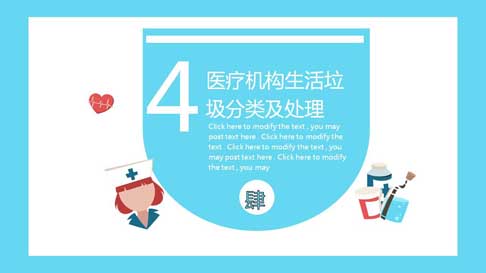 4
医疗机构生活垃
圾分类及处理
Click here to modify the text , you may
post text here . Click here to modify the
text . Click here to modify the text , you
may post text here . Click here to modify
the text , you may
肆